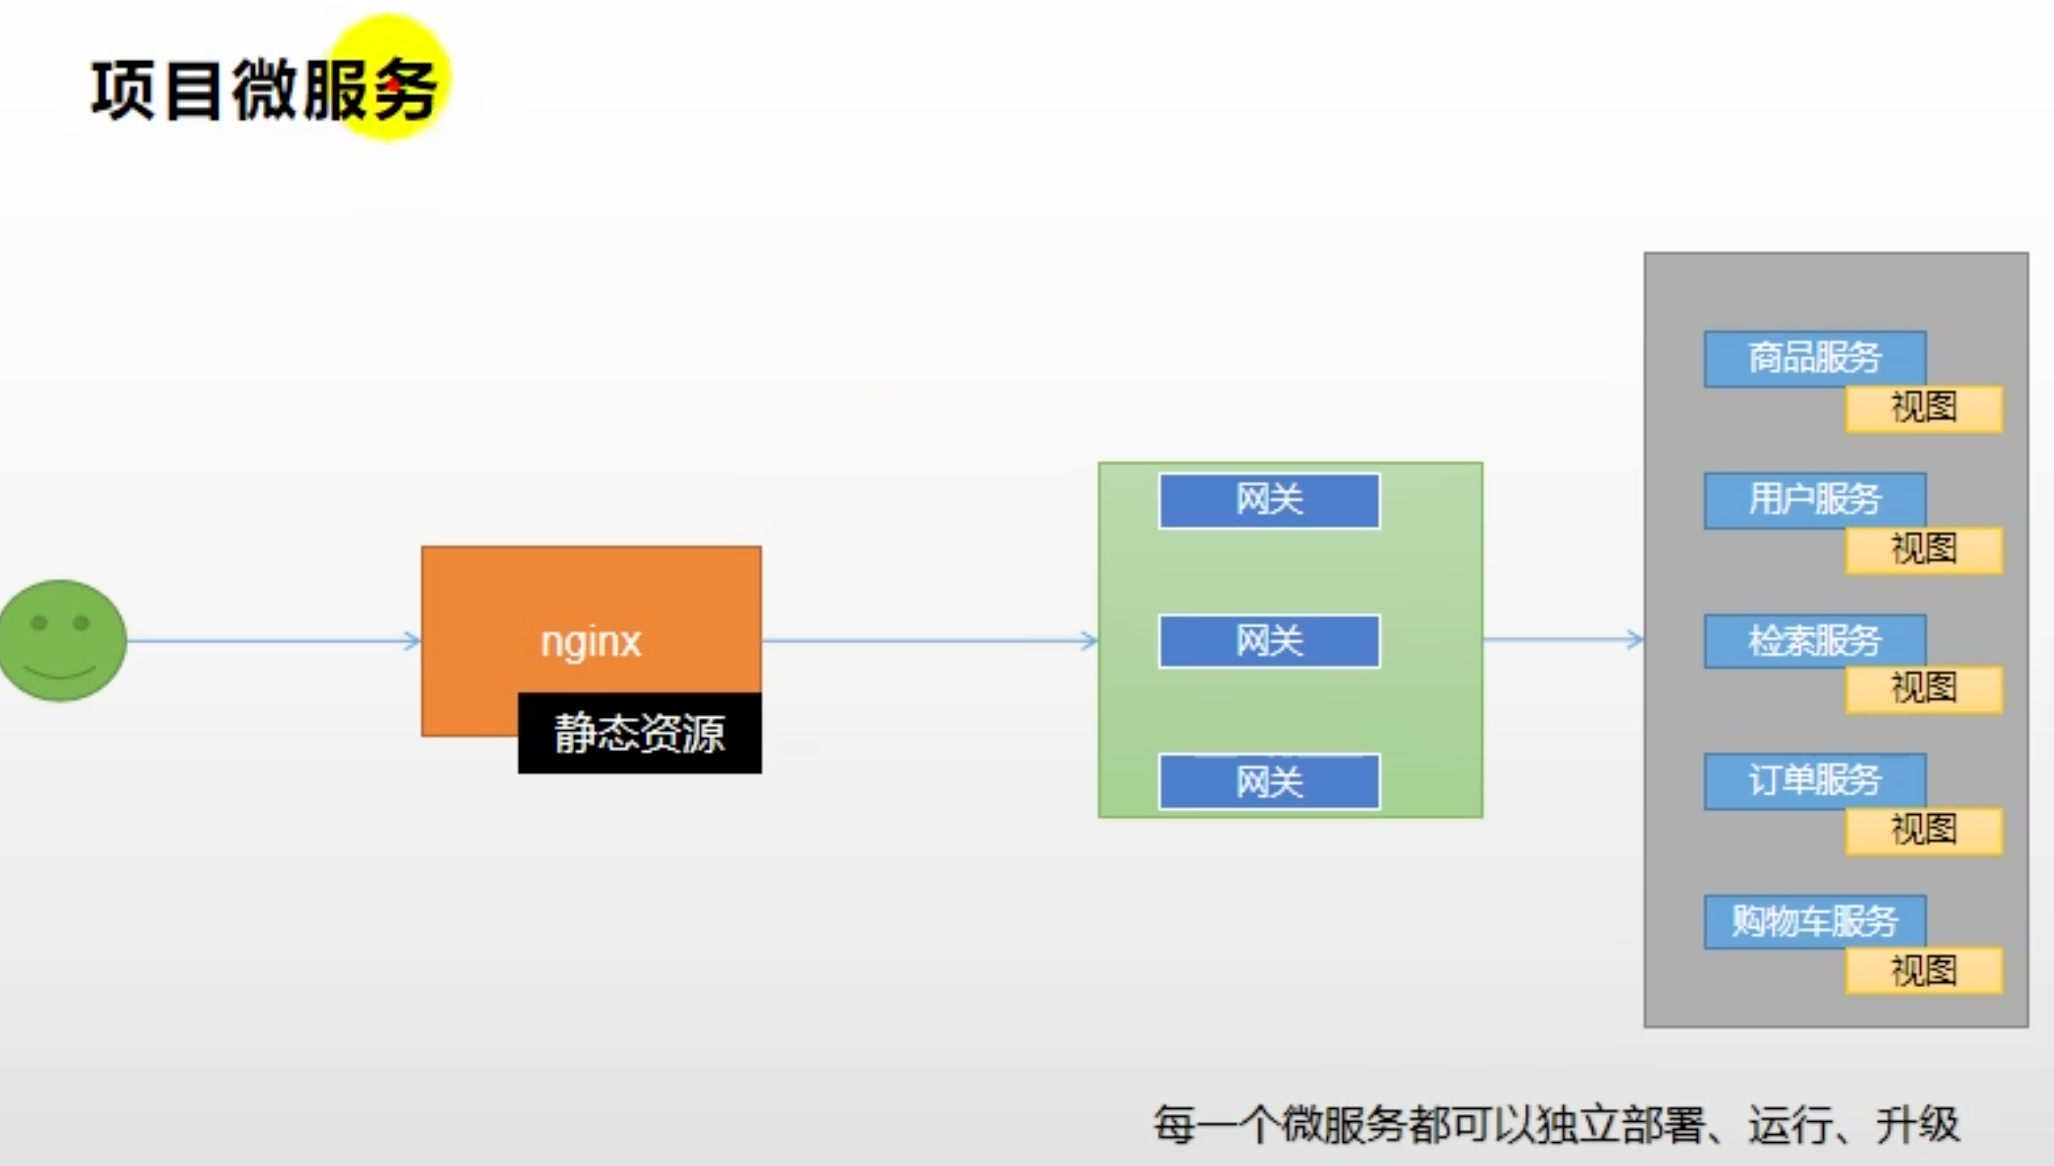 项目微服务
nginx
静态资源
网关
网关
网关
商品服务
视图
用户服务
视图
检索服务
视图
订单服务
视图
购物车服务
视图
每一个微服务都可以独立部署、运行、升级